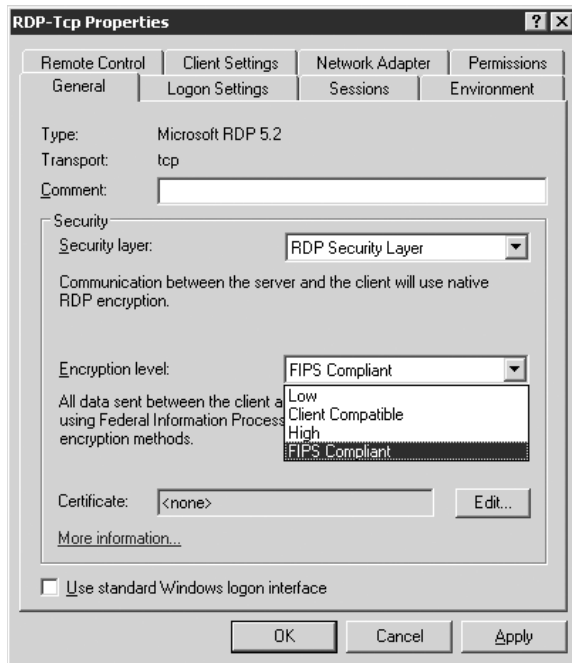 RDP-Tcp Properties
Remote Control
Client Settings
Network Adapter
Permissions
General
Logon Settings
Sessions
Environment
Type: Microsoft RDP 5.2
Transport: tcp
Comment:
Security
Security layer: RDP Security Layer
Communication between the server and the client will use native
RDP encryption.
Encryption level: FIPS Compliant
All data sent between the client a
using Federal Information Process
encryption methods.
Low
Client Compatible
High
FIPS Compliant
Certificate: <none> Edit...
More information...
Use standard Windows logon interface
OK Cancel Apply